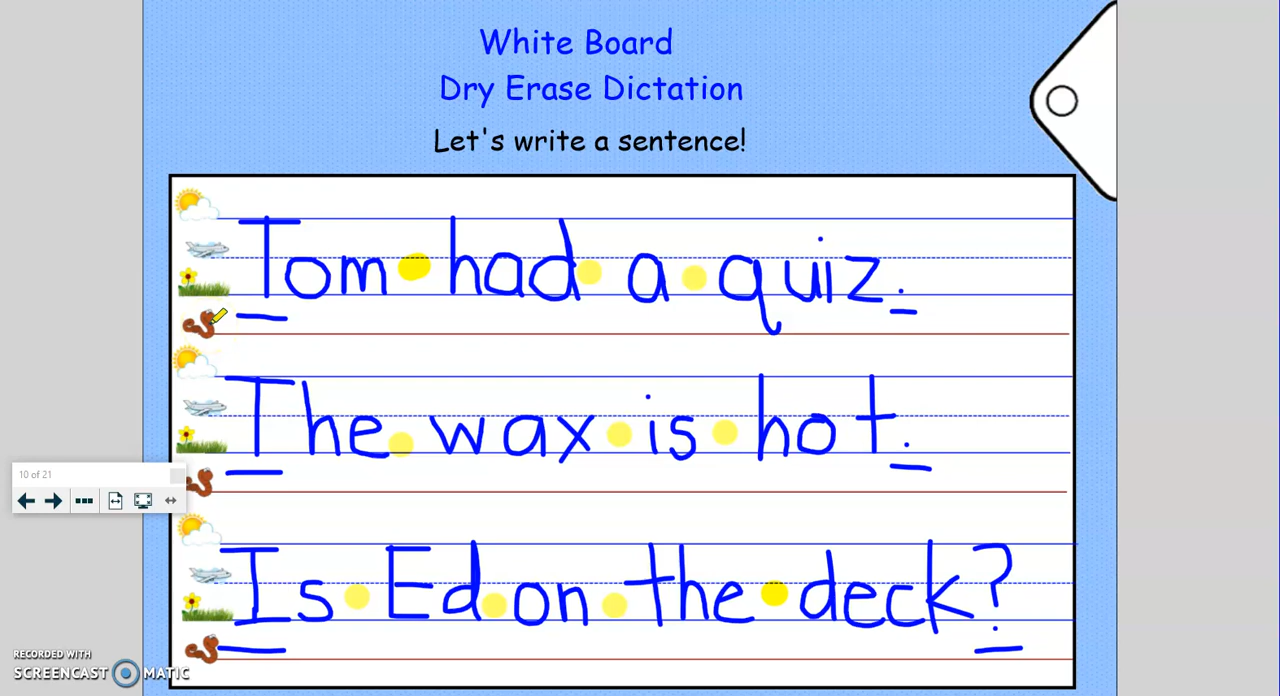 White Board
Dry Erase Dictation
Let's write a sentence!
Tom had a quiz.
The wax is hot.
10 of 21
Is Ed on the deck?
RECORDED WITH
SCREENCAST MATIC